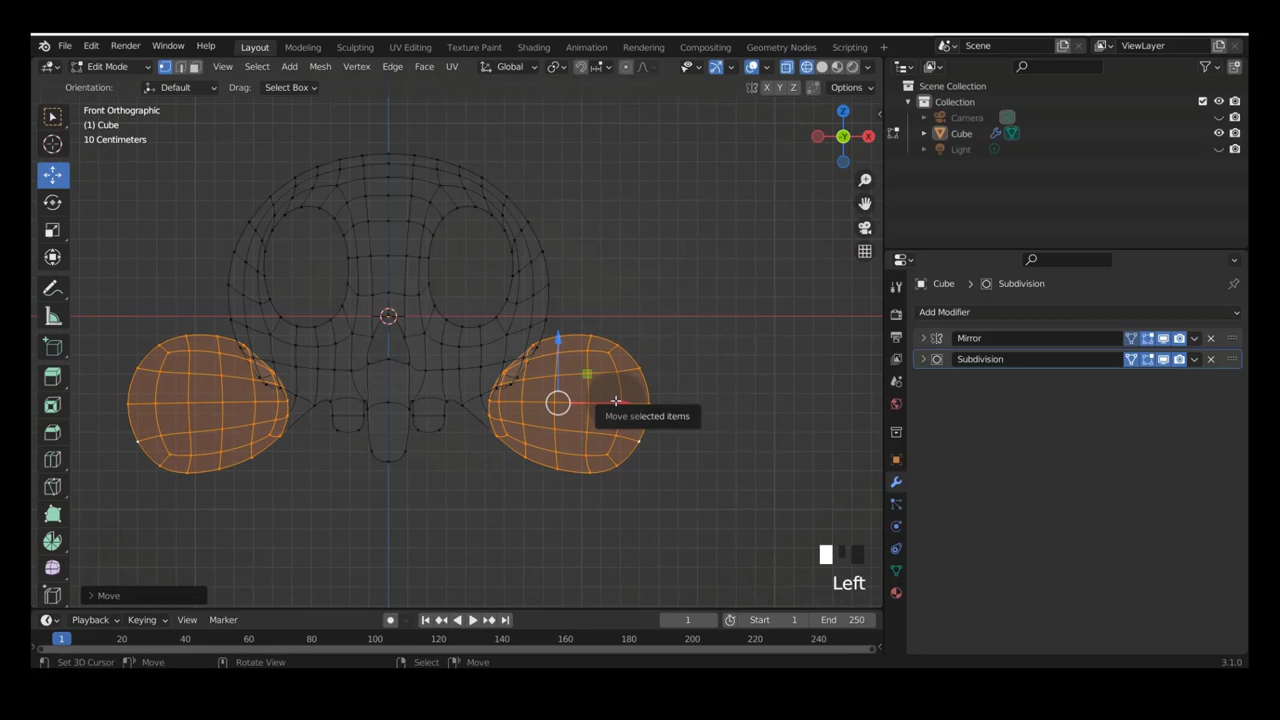 File Edit Render Window Help Layout Modeling Sculpting UV Editing Texture Paint Shading Animation Rendering Compositing Geometry Nodes Scripting + Scene ViewLayer
Edit Mode View Select Add Mesh Vertex Edge Face UV Global
Orientation: Default Drag: Select Box X Y Z Options
Front Orthographic
(1) Cube
10 Centimeters
Z
Y
X
Scene Collection
Collection
Camera
Cube
Light
Cube > Subdivision
Add Modifier
Mirror
Subdivision
Move selected items
Left
> Move
Playback Keying View Marker 1 Start 1 End 250
1 20 40 60 80 100 120 140 160 180 200 220 240
Set 3D Cursor Move Rotate View Select Move 3.1.0